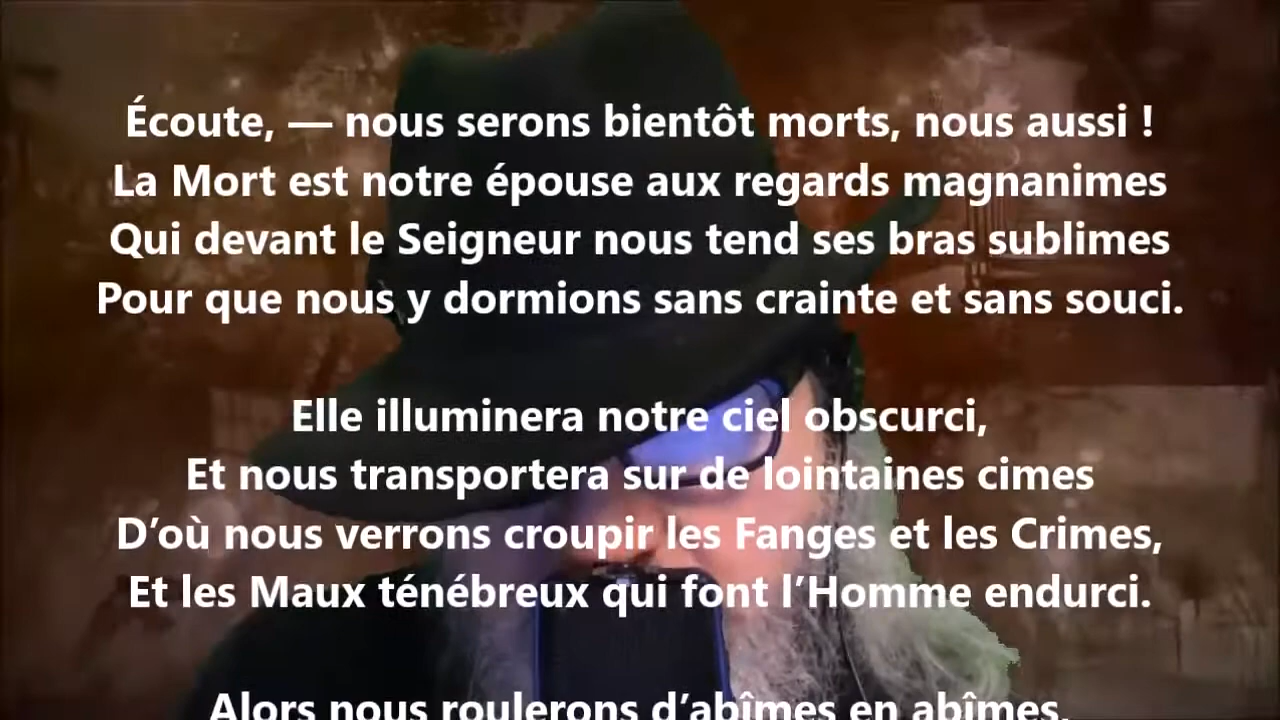 Écoute, — nous serons bientôt morts, nous aussi !
La Mort est notre épouse aux regards magnanimes
Qui devant le Seigneur nous tend ses bras sublimes
Pour que nous y dormions sans crainte et sans souci.
Elle illuminera notre ciel obscurci,
Et nous transportera sur de lointaines cimes
D’où nous verrons croupir les Fanges et les Crimes,
Et les Maux ténébreux qui font l’Homme endurci.
Alors nous roulerons d’abîmes en abîmes,